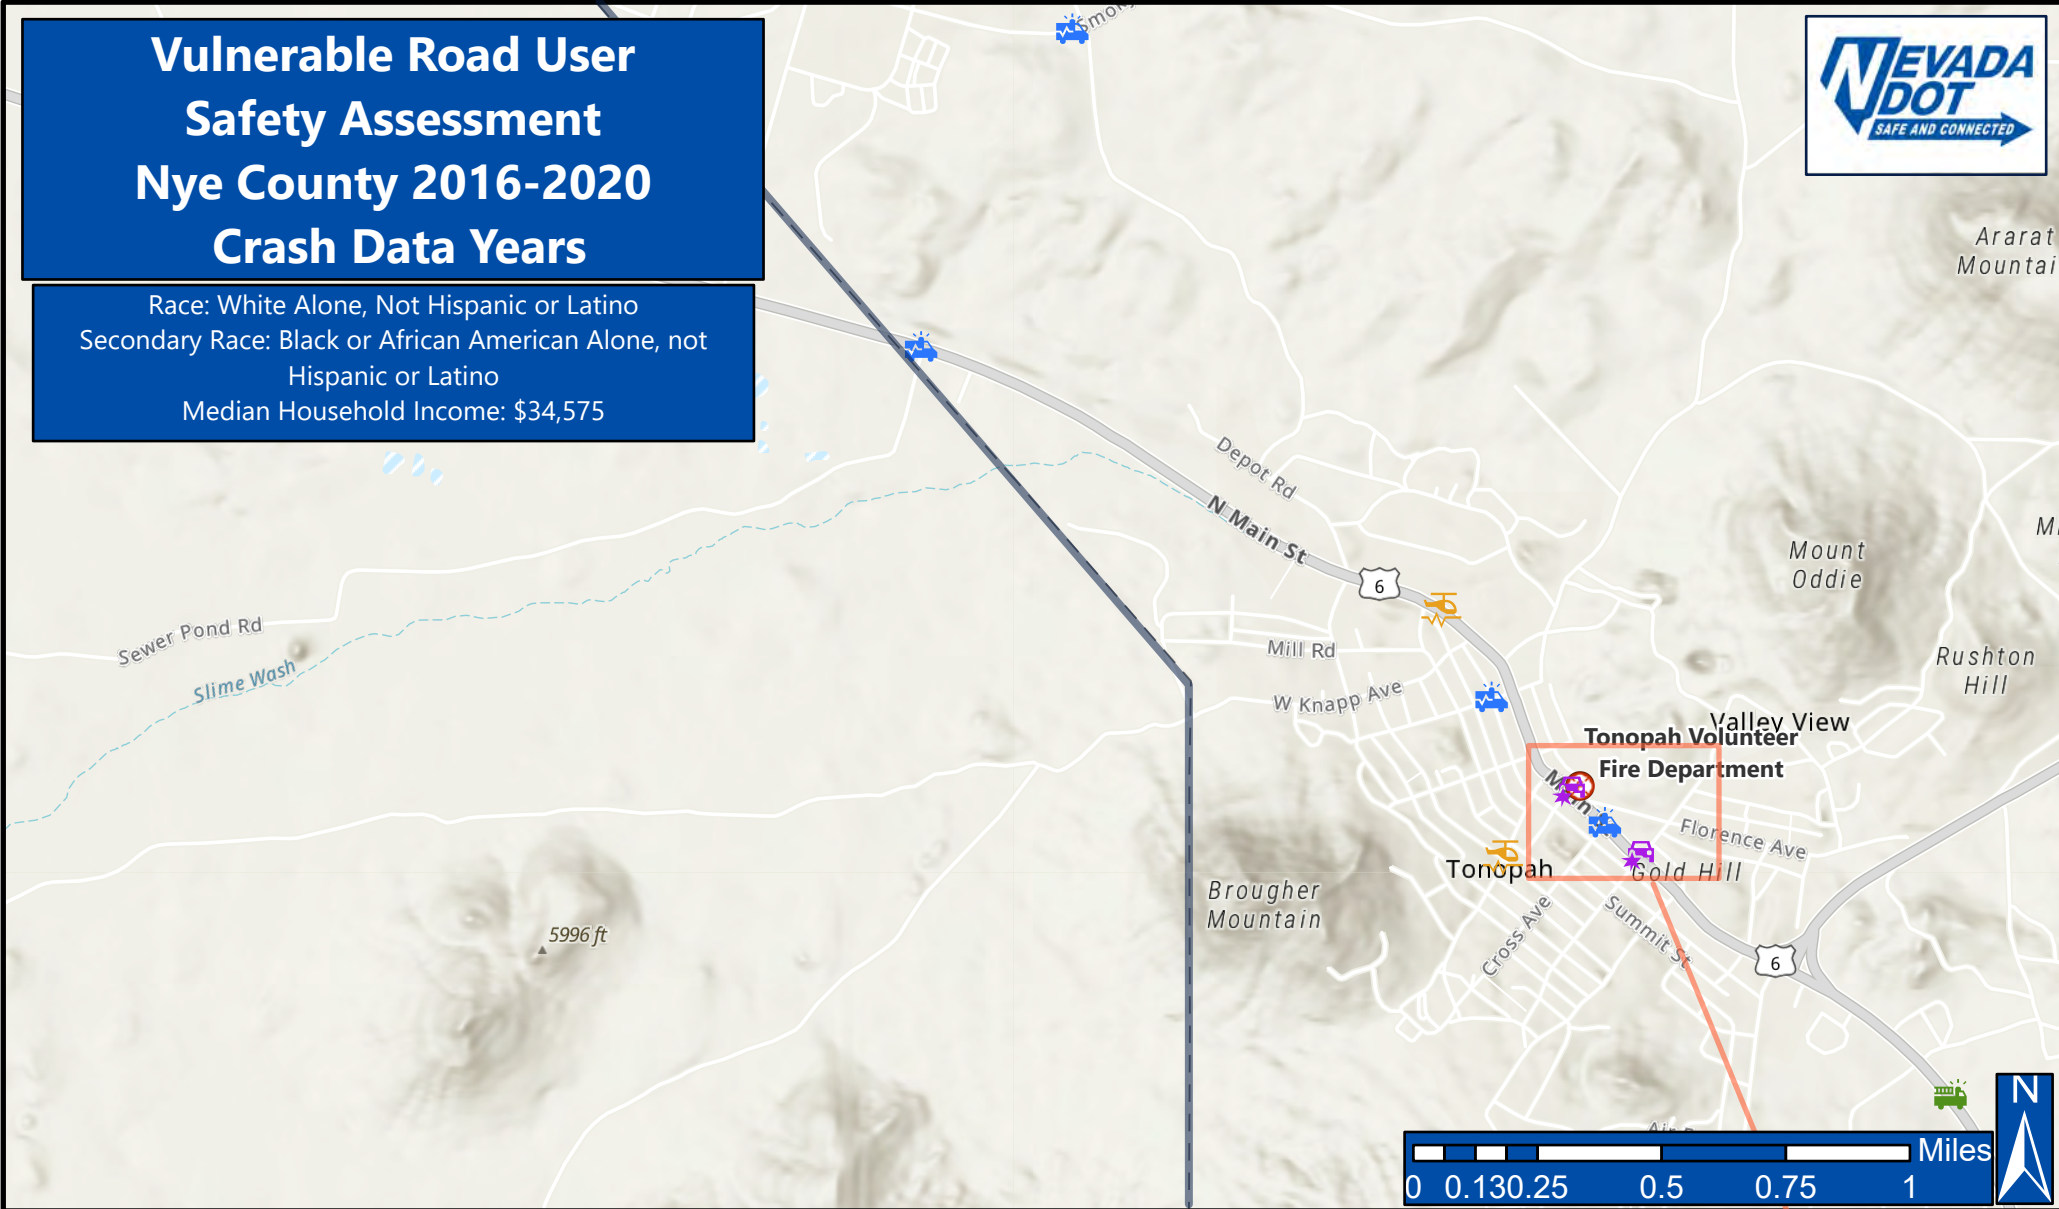 Vulnerable Road User
Safety Assessment
Nye County 2016-2020
Crash Data Years
Race: White Alone, Not Hispanic or Latino
Secondary Race: Black or African American Alone, not
Hispanic or Latino
Median Household Income: $34,575
NEVADA
DOT
SAFE AND CONNECTED
Ararat
Mountai
Depot Rd
N Main St
6
Mount
Oddie
Sewer Pond Rd
Slime Wash
Mill Rd
W Knapp Ave
Rushton
Hill
Valley View
Tonopah Volunteer
Fire Department
Main
Florence Ave
Tonopah
Gold Hill
Brougher
Mountain
5996 ft
Cross Ave
Summit St
6
N
Miles
0 0.130.25 0.5 0.75 1